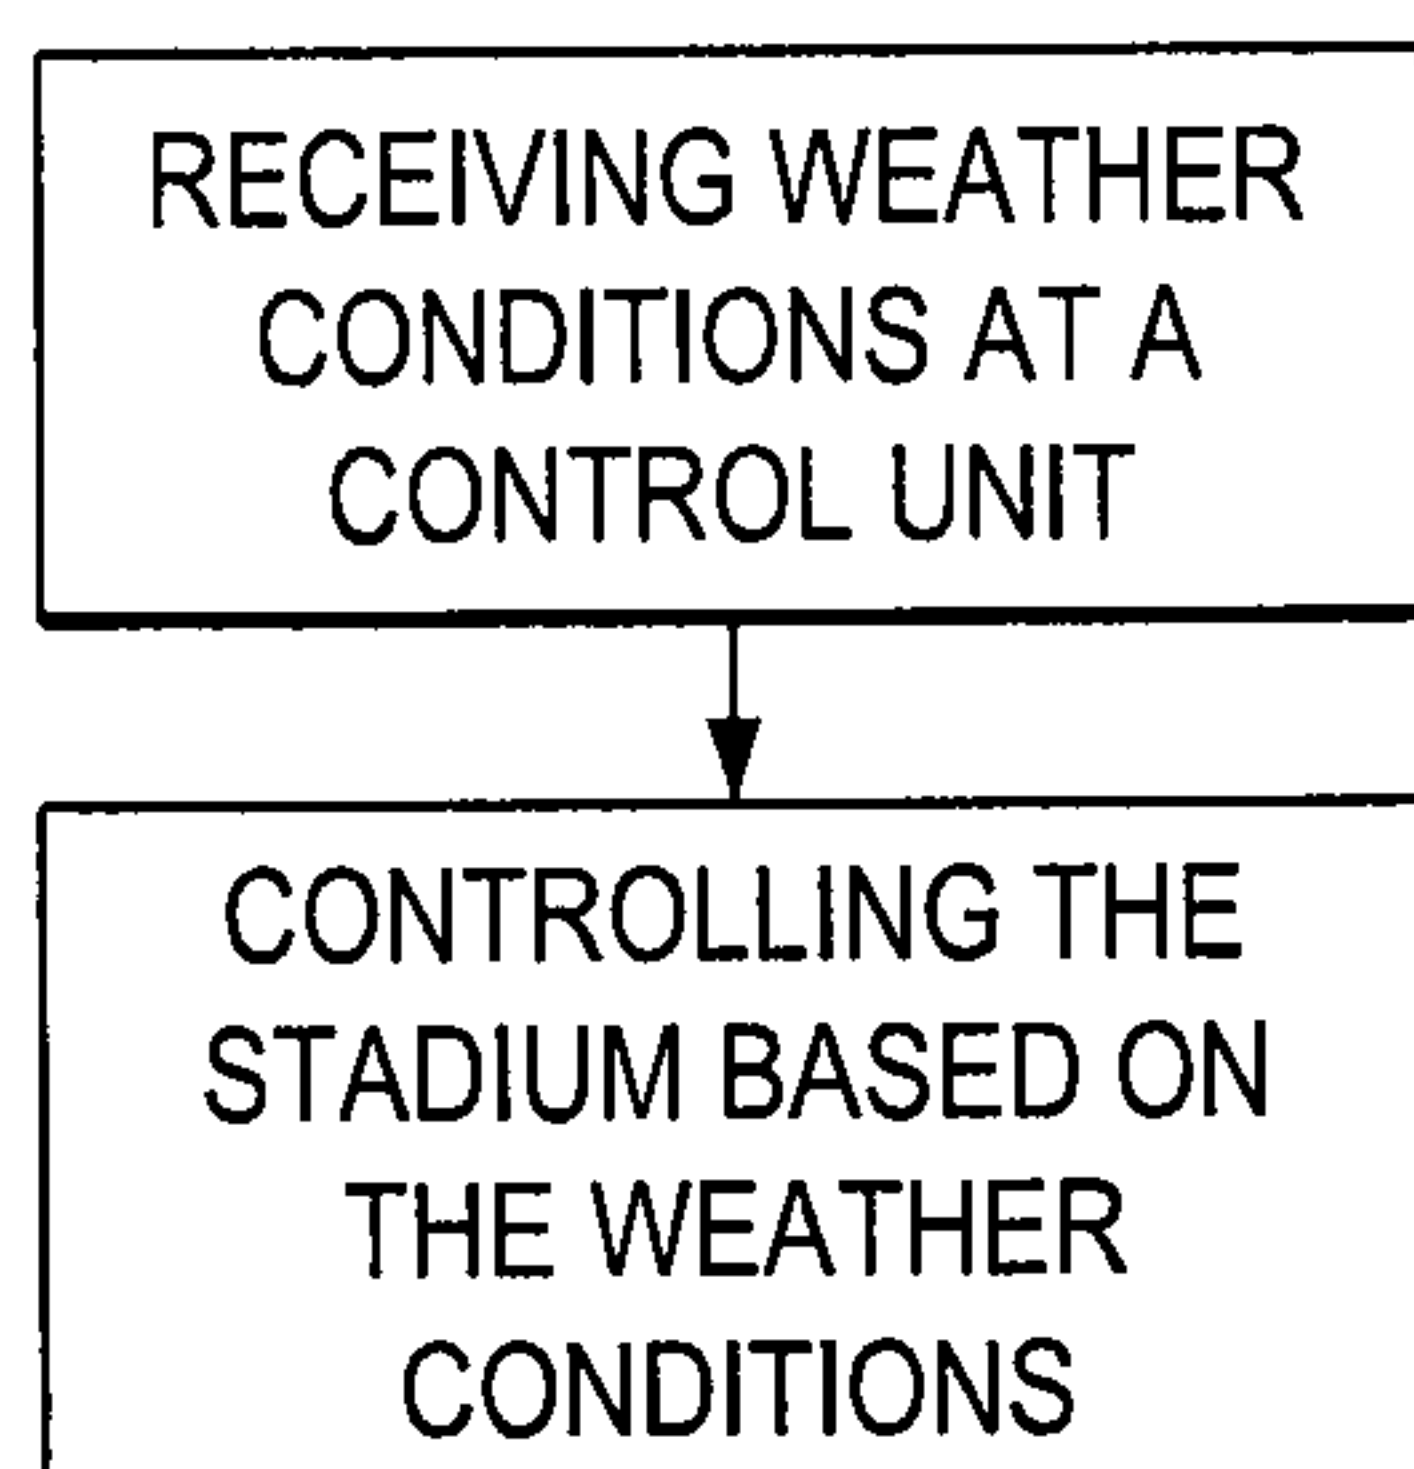 RECEIVING WEATHER
CONDITIONS AT A
CONTROL UNIT
CONTROLLING THE
STADIUM BASED ON
THE WEATHER
CONDITIONS